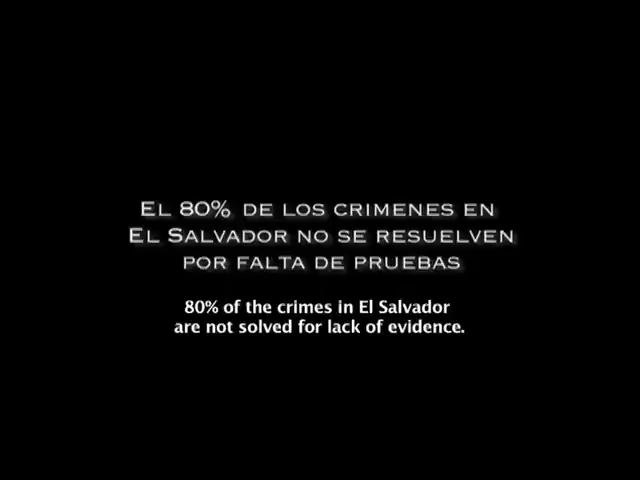 EL 80% DE LOS CRIMENES EN
EL SALVADOR NO SE RESUELVEN
POR FALTA DE PRUEBAS
80% of the crimes in El Salvador
are not solved for lack of evidence.